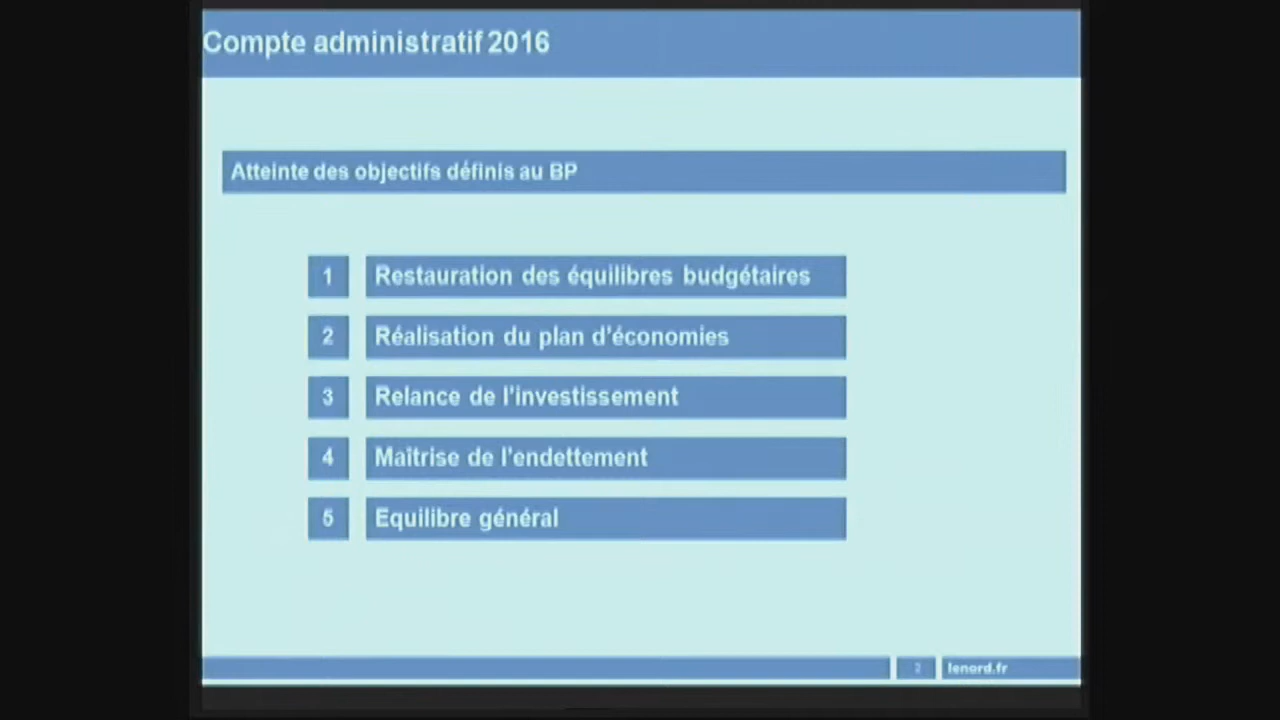 Compte administratif 2016
Atteinte des objectifs définis au BP
1 Restauration des équilibres budgétaires
2 Réalisation du plan d'économies
3 Relance de l'investissement
4 Maîtrise de l'endettement
5 Equilibre général
2 lenord.fr